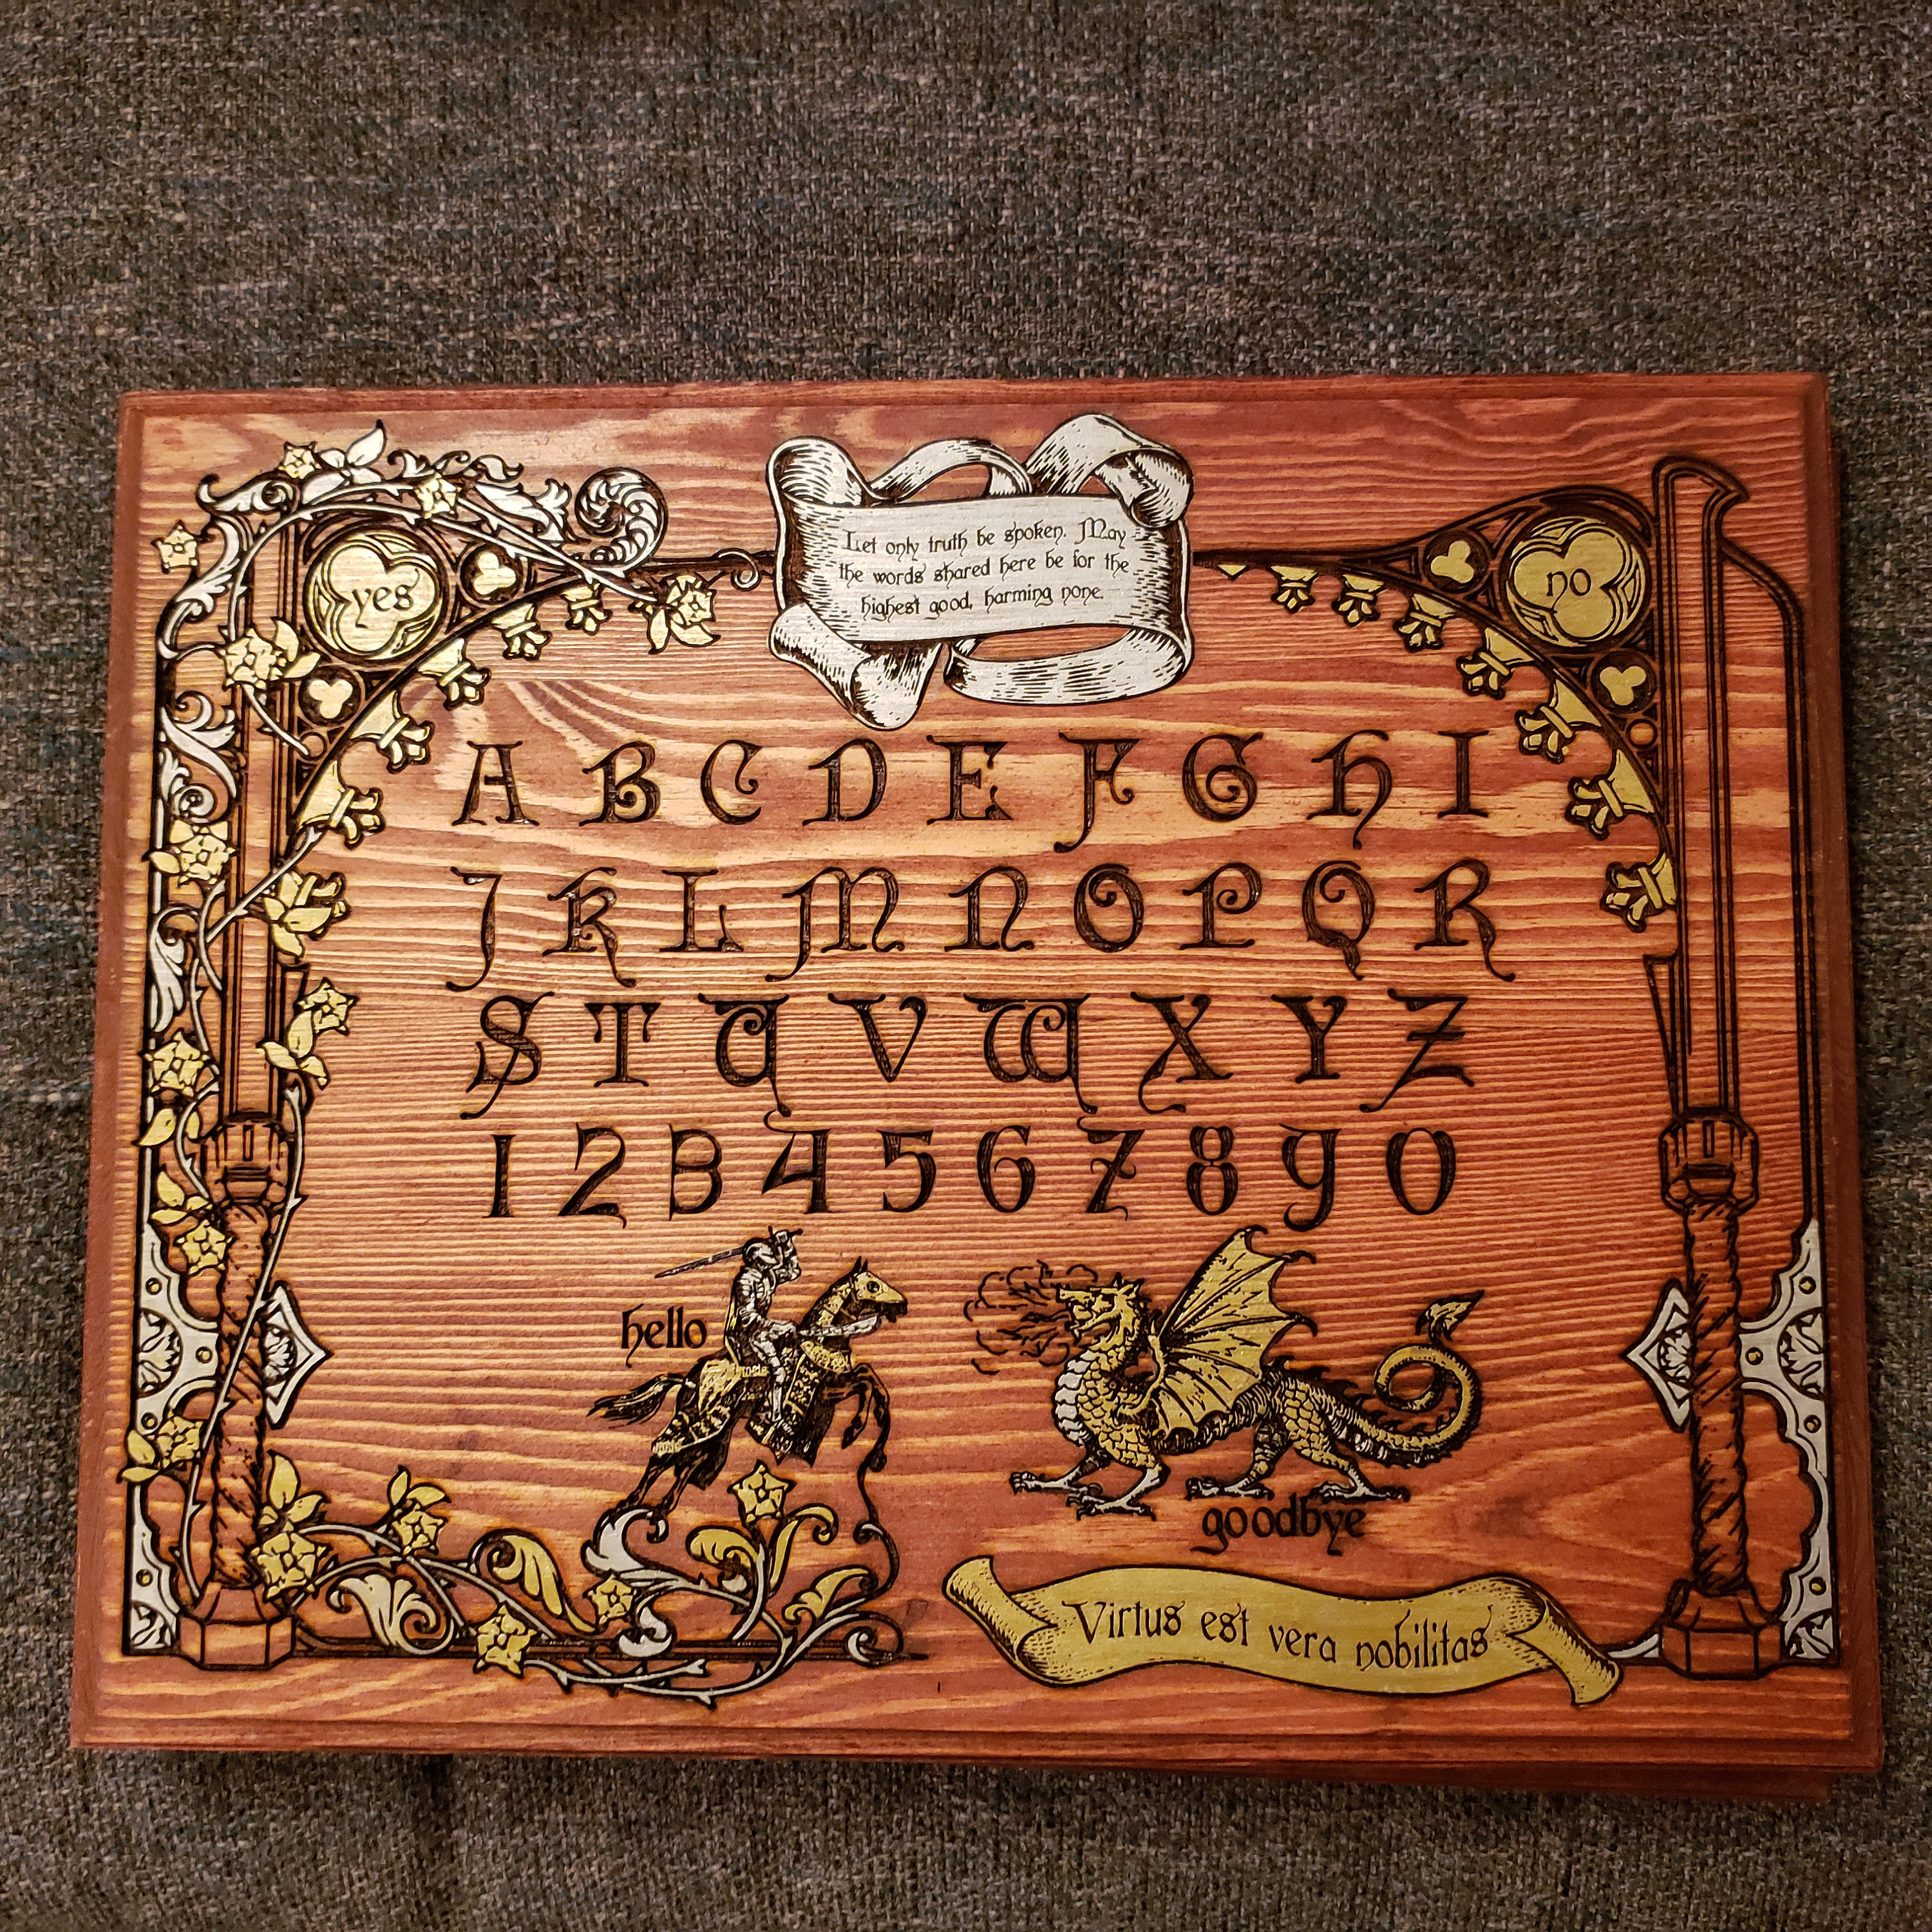 Let only truth be spoken. May
the words shared here be for the
highest good, harming none.
yes
no
A B C D E F G H I
J K L M N O P Q R
S T U V W X Y Z
1 2 3 4 5 6 7 8 9 0
hello
goodbye
Virtus est vera nobilitas